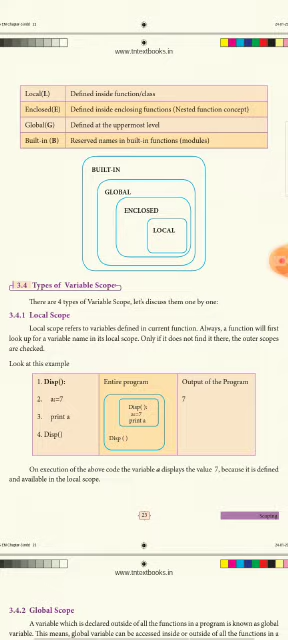 www.tntextbooks.in
Local(L) Defined inside function/class
Enclosed(E) Defined inside enclosing functions (Nested function concept)
Global(G) Defined at the uppermost level
Built-in (B) Reserved names in built-in functions (modules)
BUILT-IN
GLOBAL
ENCLOSED
LOCAL
3.4 Types of Variable Scope
There are 4 types of Variable Scope, let's discuss them one by one:
3.4.1 Local Scope
Local scope refers to variables defined in current function. Always, a function will first
look up for a variable name in its local scope. Only if it does not find it there, the outer scopes
are checked.
Look at this example
1. Disp(): Entire program Output of the Program
2. a:=7 7
3. print a
4. Disp()
Disp( ):
a:=7
print a
Disp ( )
On execution of the above code the variable a displays the value 7, because it is defined
and available in the local scope.
23 Scoping
www.tntextbooks.in
3.4.2 Global Scope
A variable which is declared outside of all the functions in a program is known as global
variable. This means, global variable can be accessed inside or outside of all the functions in a